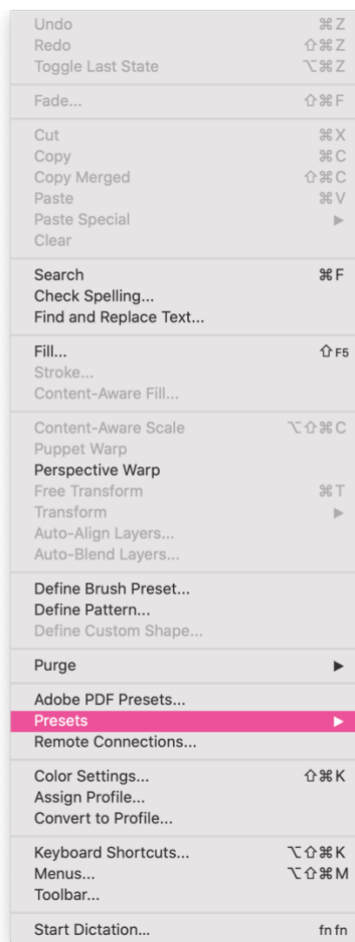 Undo ⌘Z
Redo ⇧⌘Z
Toggle Last State ⌥⌘Z
Fade... ⇧⌘F
Cut ⌘X
Copy ⌘C
Copy Merged ⇧⌘C
Paste ⌘V
Paste Special ▶
Clear
Search ⌘F
Check Spelling...
Find and Replace Text...
Fill... ⇧F5
Stroke...
Content-Aware Fill...
Content-Aware Scale ⌥⇧⌘C
Puppet Warp
Perspective Warp
Free Transform ⌘T
Transform ▶
Auto-Align Layers...
Auto-Blend Layers...
Define Brush Preset...
Define Pattern...
Define Custom Shape...
Purge ▶
Adobe PDF Presets...
Presets ▶
Remote Connections...
Color Settings... ⇧⌘K
Assign Profile...
Convert to Profile...
Keyboard Shortcuts... ⌥⇧⌘K
Menus... ⌥⇧⌘M
Toolbar...
Start Dictation... fn fn